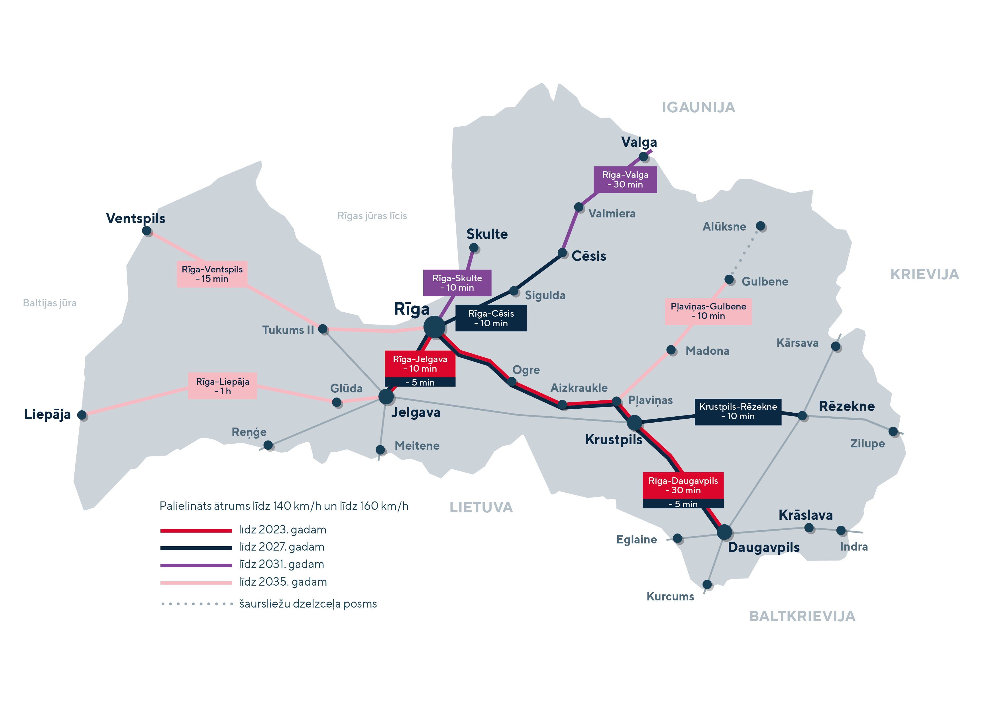 IGAUNIJA
Valga
Rīga-Valga
- 30 min
Valmiera
Rīgas jūras līcis
Ventspils
Alūksne
Skulte
Cēsis
Rīga-Ventspils
- 15 min
Rīga-Skulte
- 10 min
KRIEVIJA
Gulbene
Sigulda
Baltijas jūra
Rīga
Pļaviņas-Gulbene
- 10 min
Rīga-Cēsis
- 10 min
Tukums II
Kārsava
Madona
Rīga-Jelgava
- 10 min
- 5 min
Ogre
Rīga-Liepāja
- 1 h
Glūda
Aizkraukle
Pļaviņas
Krustpils-Rēzekne
- 10 min
Rēzekne
Liepāja
Jelgava
Reņģe
Krustpils
Meitene
Zilupe
Rīga-Daugavpils
- 30 min
- 5 min
LIETUVA
Krāslava
Eglaine
Daugavpils
Indra
Kurcums
BALTKRIEVIJA
Palielināts ātrums līdz 140 km/h un līdz 160 km/h
līdz 2023. gadam
līdz 2027. gadam
līdz 2031. gadam
līdz 2035. gadam
šaursliežu dzelzceļa posms